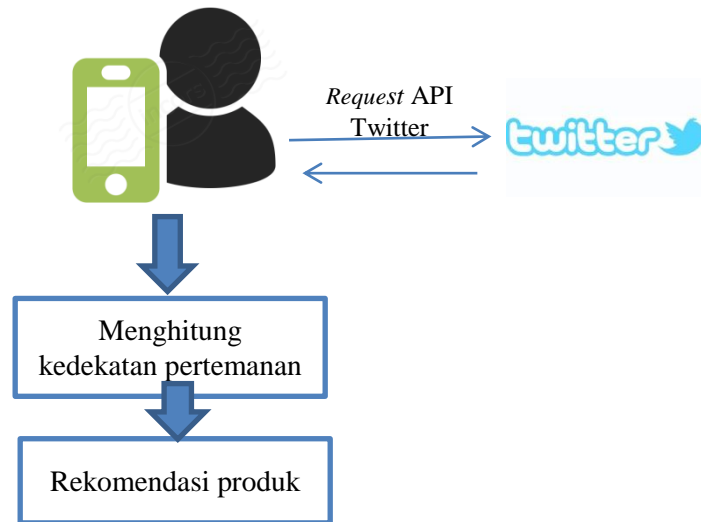 Request API
Twitter
twitter
Menghitung
kedekatan pertemanan
Rekomendasi produk